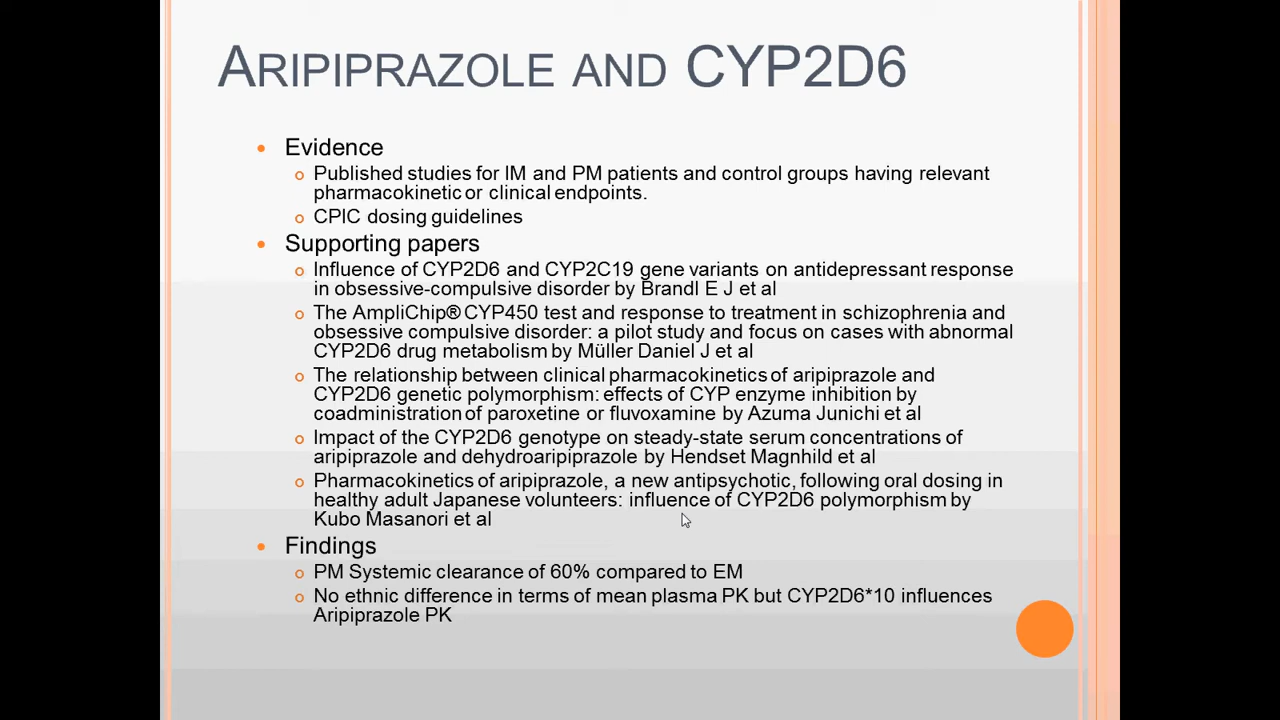 ARIPIPRAZOLE AND CYP2D6
Evidence
Published studies for IM and PM patients and control groups having relevant
pharmacokinetic or clinical endpoints.
CPIC dosing guidelines
Supporting papers
Influence of CYP2D6 and CYP2C19 gene variants on antidepressant response
in obsessive-compulsive disorder by Brandl E J et al
The AmpliChip® CYP450 test and response to treatment in schizophrenia and
obsessive compulsive disorder: a pilot study and focus on cases with abnormal
CYP2D6 drug metabolism by Müller Daniel J et al
The relationship between clinical pharmacokinetics of aripiprazole and
CYP2D6 genetic polymorphism: effects of CYP enzyme inhibition by
coadministration of paroxetine or fluvoxamine by Azuma Junichi et al
Impact of the CYP2D6 genotype on steady-state serum concentrations of
aripiprazole and dehydroaripiprazole by Hendset Magnhild et al
Pharmacokinetics of aripiprazole, a new antipsychotic, following oral dosing in
healthy adult Japanese volunteers: influence of CYP2D6 polymorphism by
Kubo Masanori et al
Findings
PM Systemic clearance of 60% compared to EM
No ethnic difference in terms of mean plasma PK but CYP2D6*10 influences
Aripiprazole PK